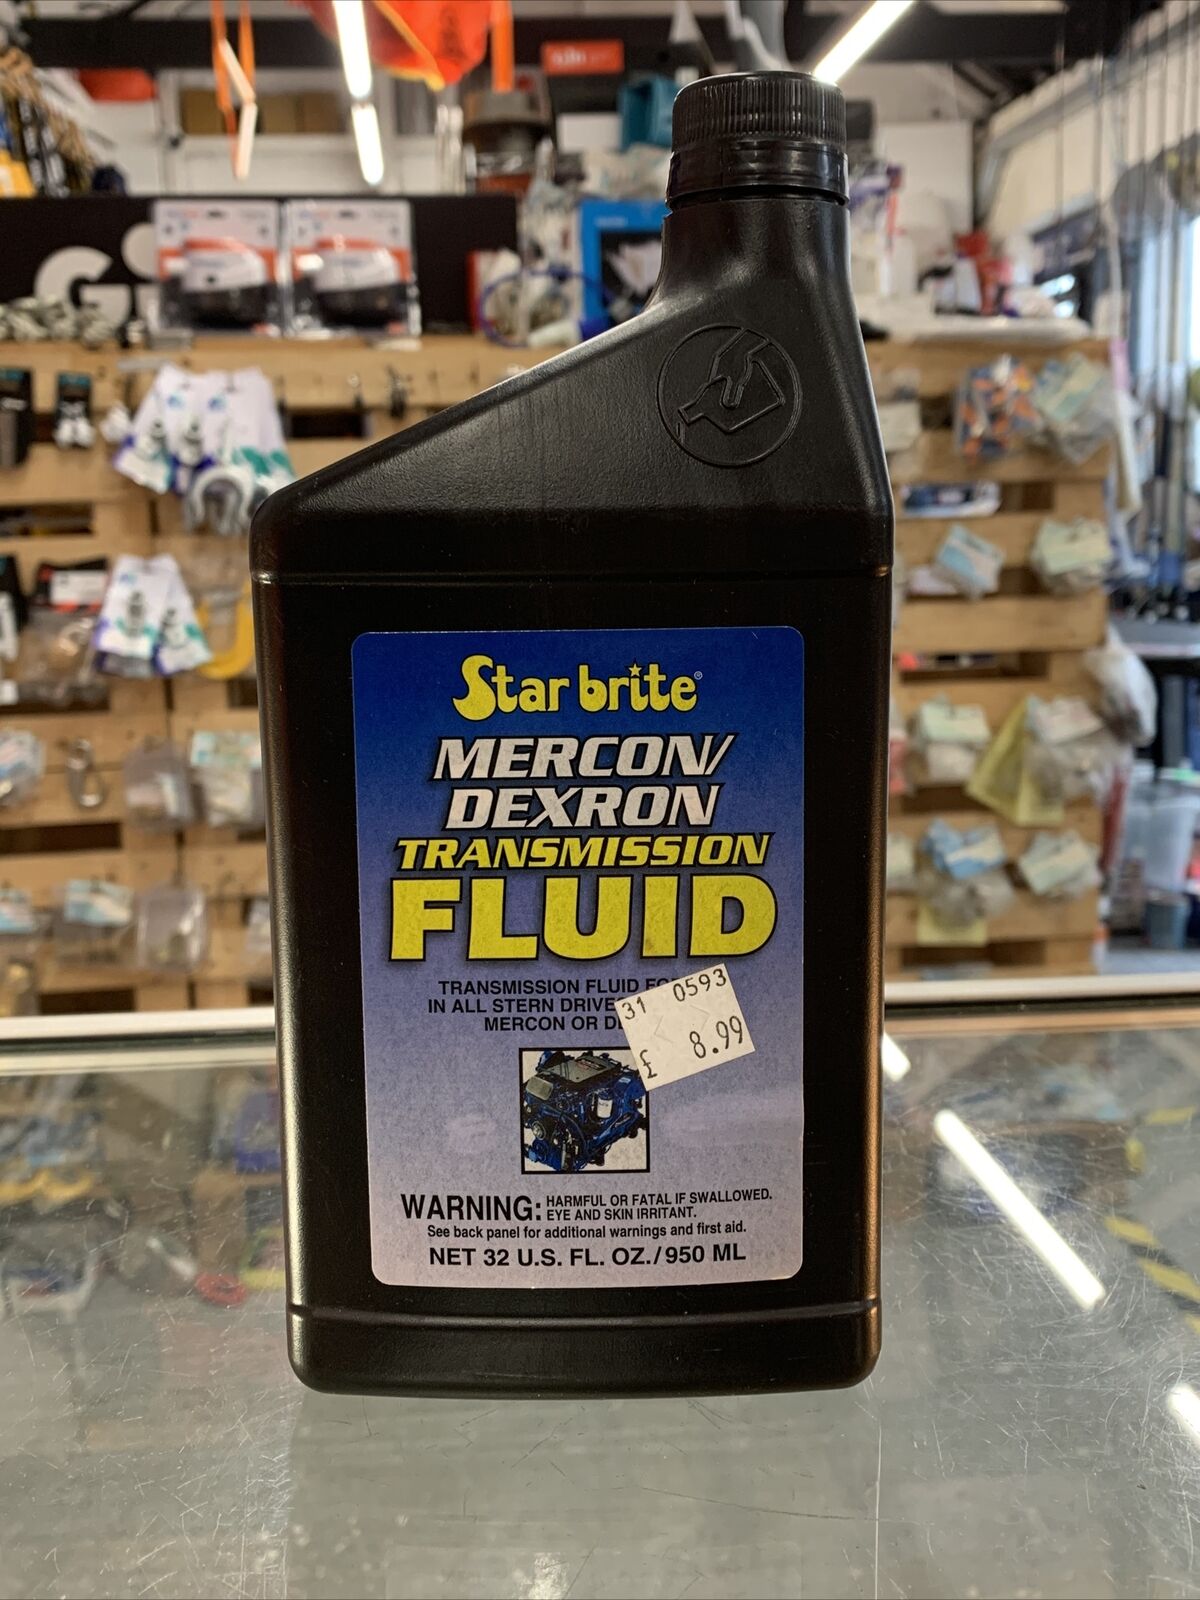 Star brite®
MERCON/
DEXRON
TRANSMISSION
FLUID
TRANSMISSION FLUID
IN ALL STERN DRIVE
MERCON OR
31 0593
£ 8.99
WARNING: HARMFUL OR FATAL IF SWALLOWED.
EYE AND SKIN IRRITANT.
See back panel for additional warnings and first aid.
NET 32 U.S. FL. OZ./950 ML